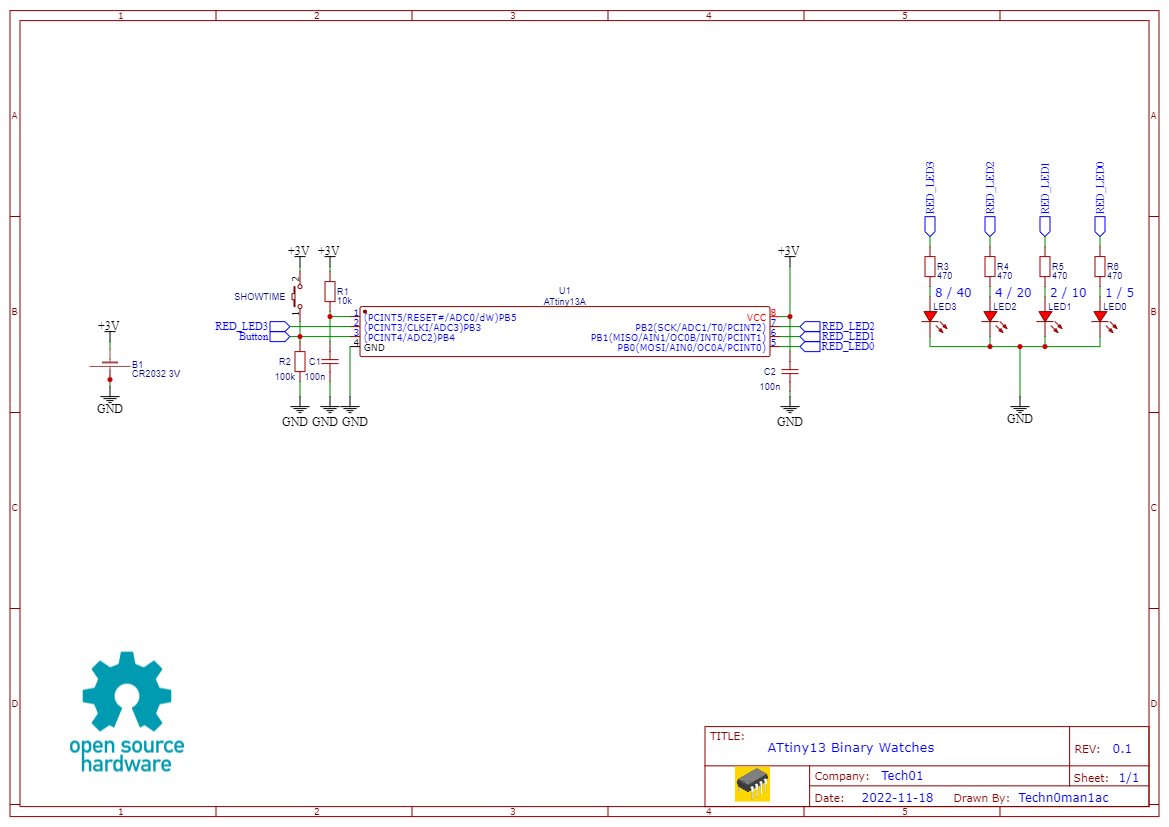 1 2 3 4 5
A A
B B
C C
D D
1 2 3 4 5
+3V
B1
CR2032 3V
GND
+3V +3V
SHOWTIME
2
1
R1
10k
RED_LED3
Button
R2
100k
C1
100n
GND GND GND
U1
ATtiny13A
1 (PCINT5/RESET#/ADC0/dW)PB5
2 (PCINT3/CLKI/ADC3)PB3
3 (PCINT4/ADC2)PB4
4 GND
VCC 8
PB2(SCK/ADC1/T0/PCINT2) 7
PB1(MISO/AIN1/OC0B/INT0/PCINT1) 6
PB0(MOSI/AIN0/OC0A/PCINT0) 5
+3V
RED_LED2
RED_LED1
RED_LED0
C2
100n
GND
RED_LED3 RED_LED2 RED_LED1 RED_LED0
R3 R4 R5 R6
470 470 470 470
8 / 40 4 / 20 2 / 10 1 / 5
LED3 LED2 LED1 LED0
GND
open source
hardware
TITLE:
ATtiny13 Binary Watches
REV: 0.1
Company: Tech01
Sheet: 1/1
Date: 2022-11-18 Drawn By: Techn0man1ac